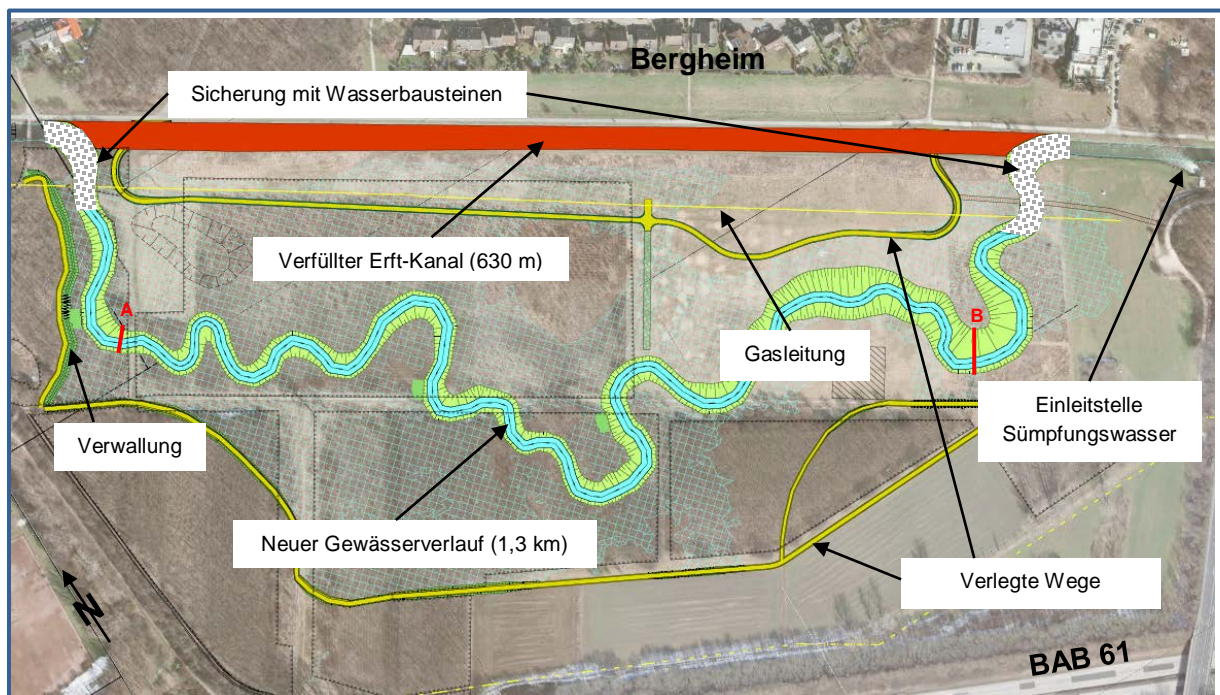 Bergheim
Sicherung mit Wasserbausteinen
Verfüllter Erft-Kanal (630 m)
A
B
Gasleitung
Einleitstelle
Sümpfungswasser
Verwallung
Neuer Gewässerverlauf (1,3 km)
Verlegte Wege
N
BAB 61